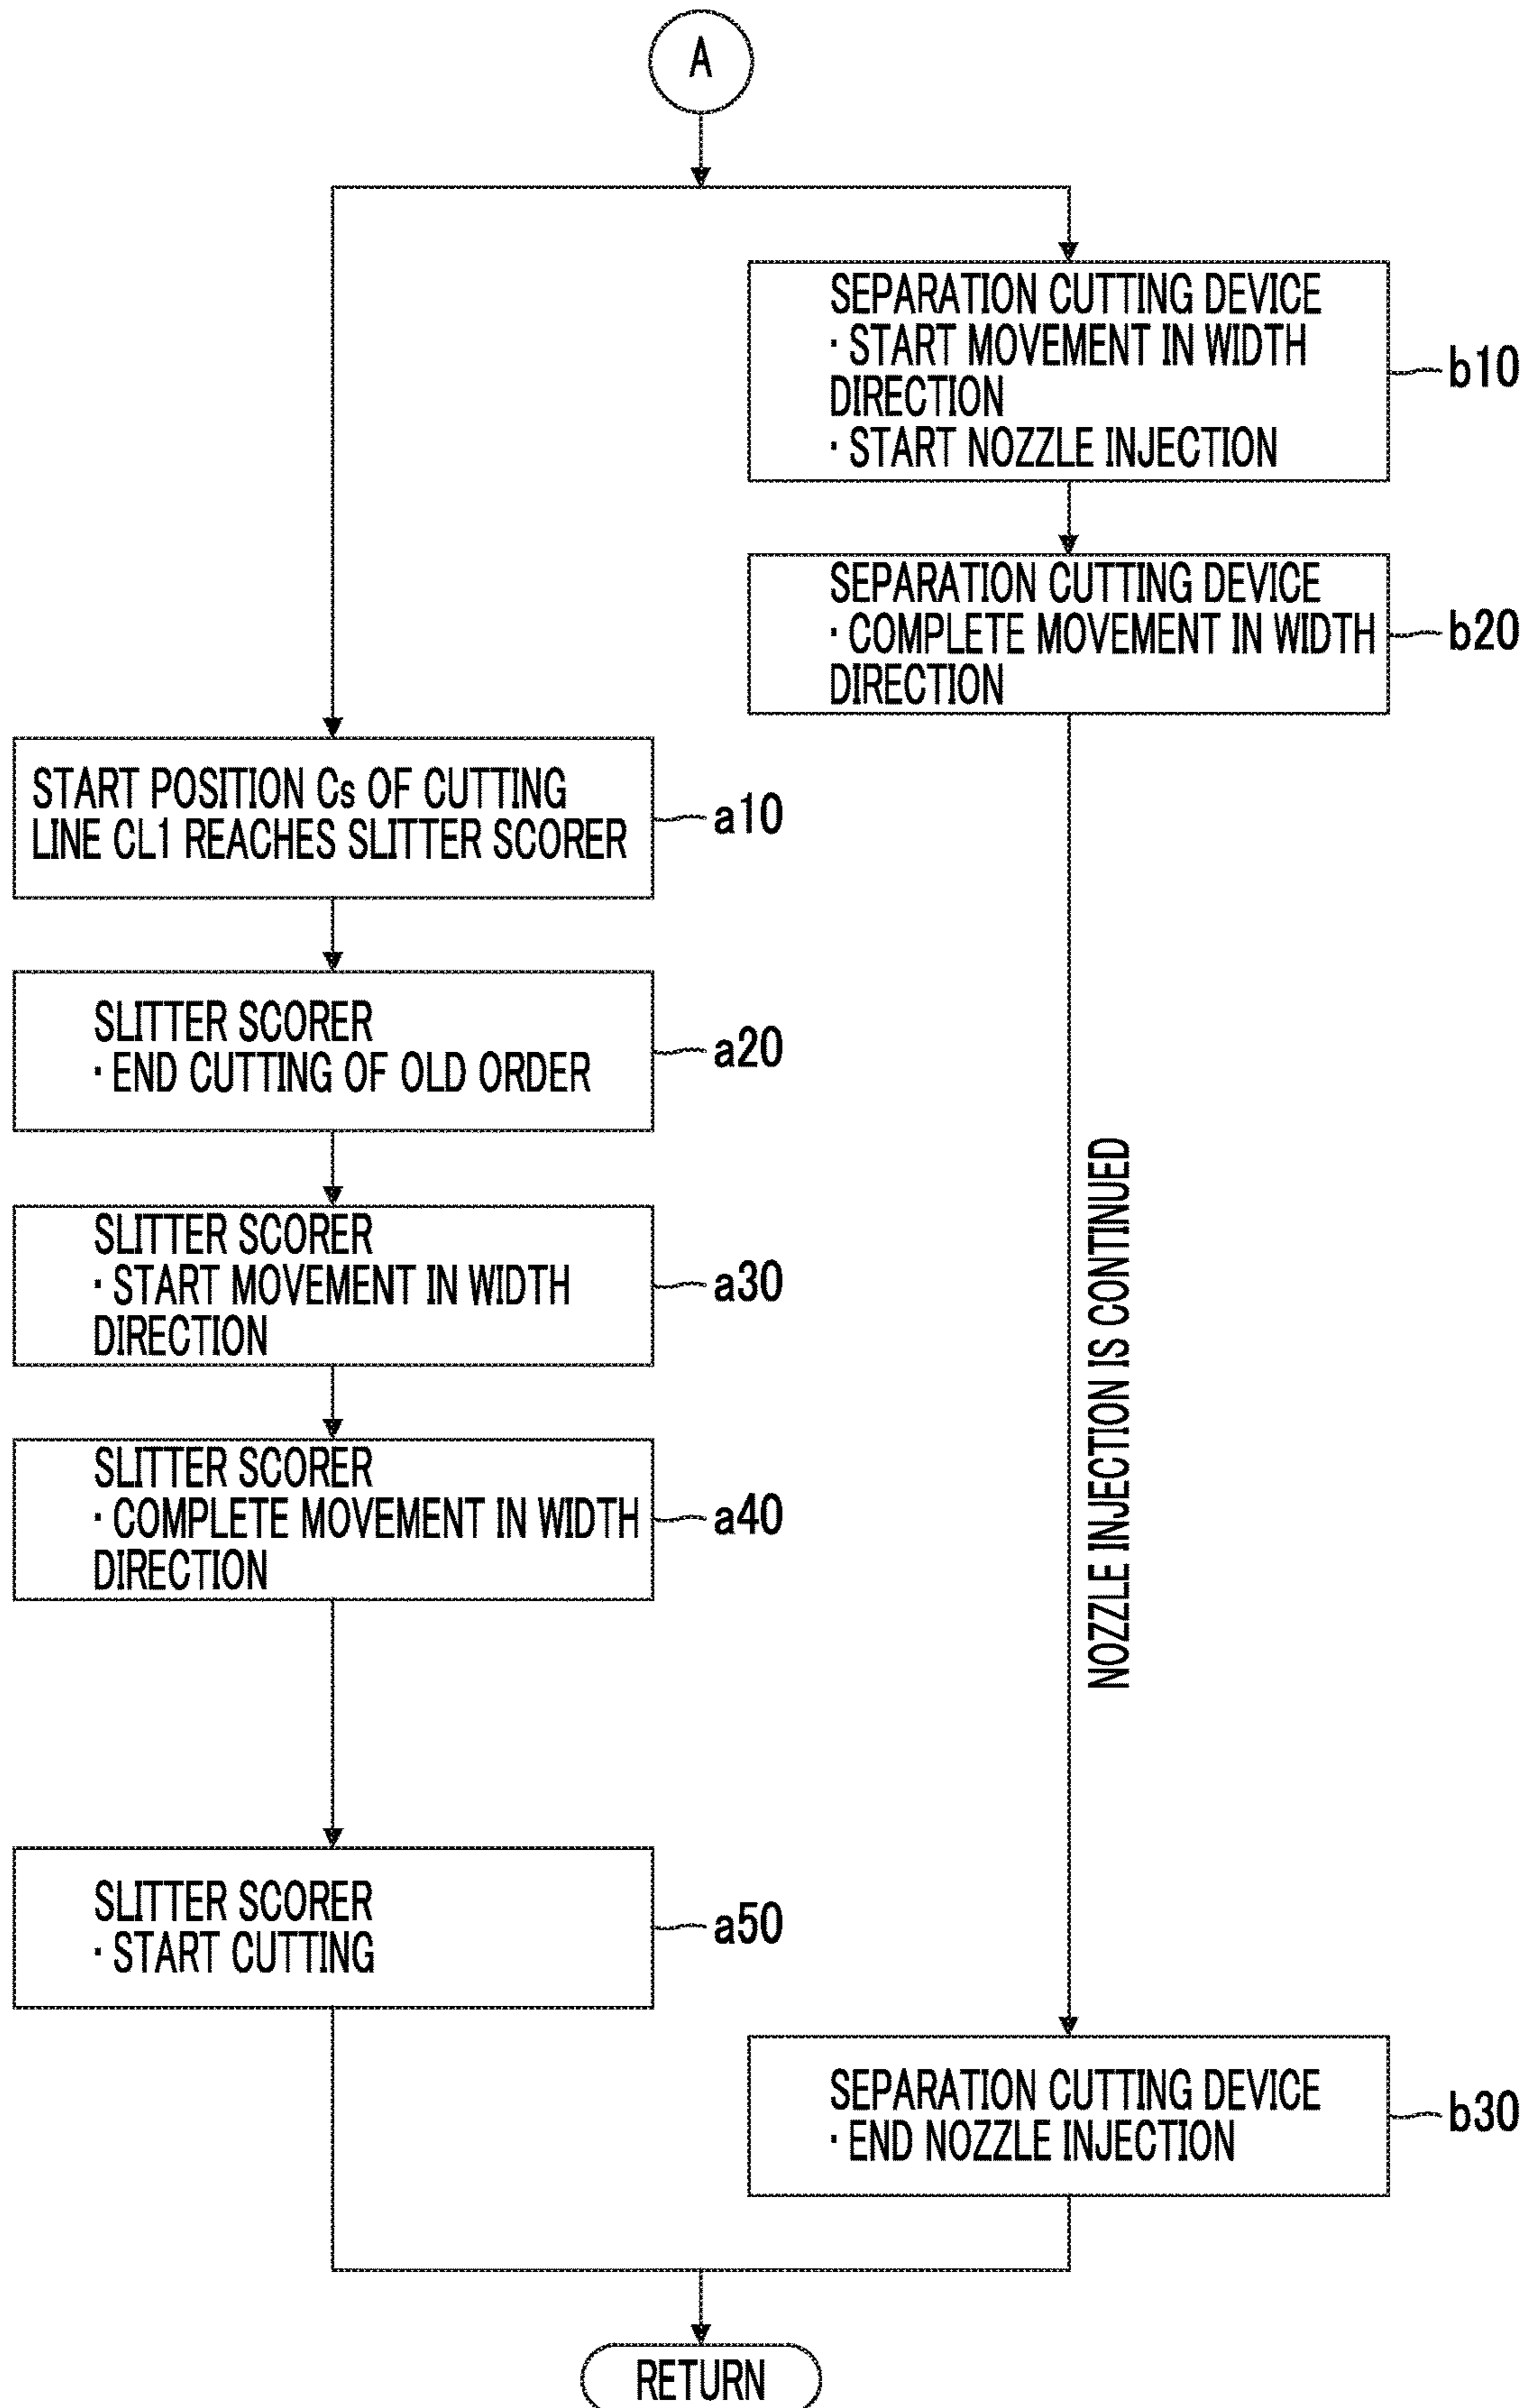 A
SEPARATION CUTTING DEVICE
· START MOVEMENT IN WIDTH
DIRECTION
· START NOZZLE INJECTION
b10
SEPARATION CUTTING DEVICE
· COMPLETE MOVEMENT IN WIDTH
DIRECTION
b20
START POSITION Cs OF CUTTING
LINE CL1 REACHES SLITTER SCORER
a10
SLITTER SCORER
· END CUTTING OF OLD ORDER
a20
SLITTER SCORER
· START MOVEMENT IN WIDTH
DIRECTION
a30
SLITTER SCORER
· COMPLETE MOVEMENT IN WIDTH
DIRECTION
a40
NOZZLE INJECTION IS CONTINUED
SLITTER SCORER
· START CUTTING
a50
SEPARATION CUTTING DEVICE
· END NOZZLE INJECTION
b30
RETURN